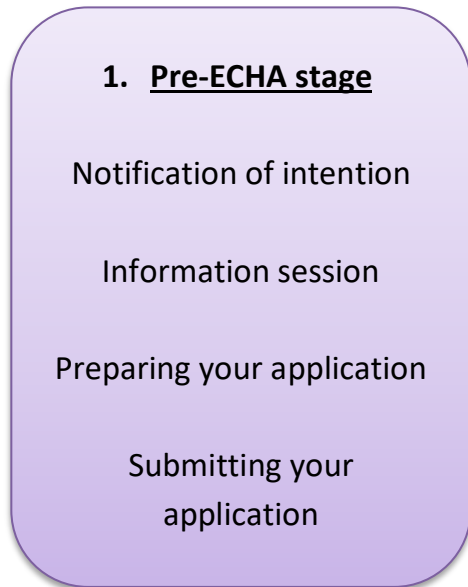 1. Pre-ECHA stage
Notification of intention
Information session
Preparing your application
Submitting your
application